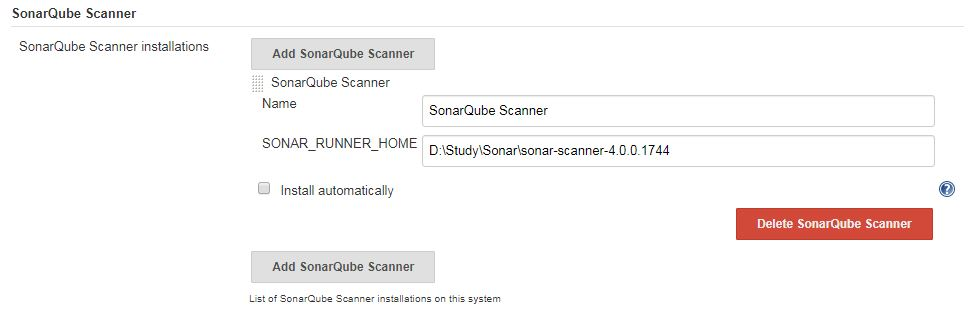 SonarQube Scanner
SonarQube Scanner installations
Add SonarQube Scanner
SonarQube Scanner
Name
SonarQube Scanner
SONAR_RUNNER_HOME
D:\Study\Sonar\sonar-scanner-4.0.0.1744
Install automatically
?
Delete SonarQube Scanner
Add SonarQube Scanner
List of SonarQube Scanner installations on this system